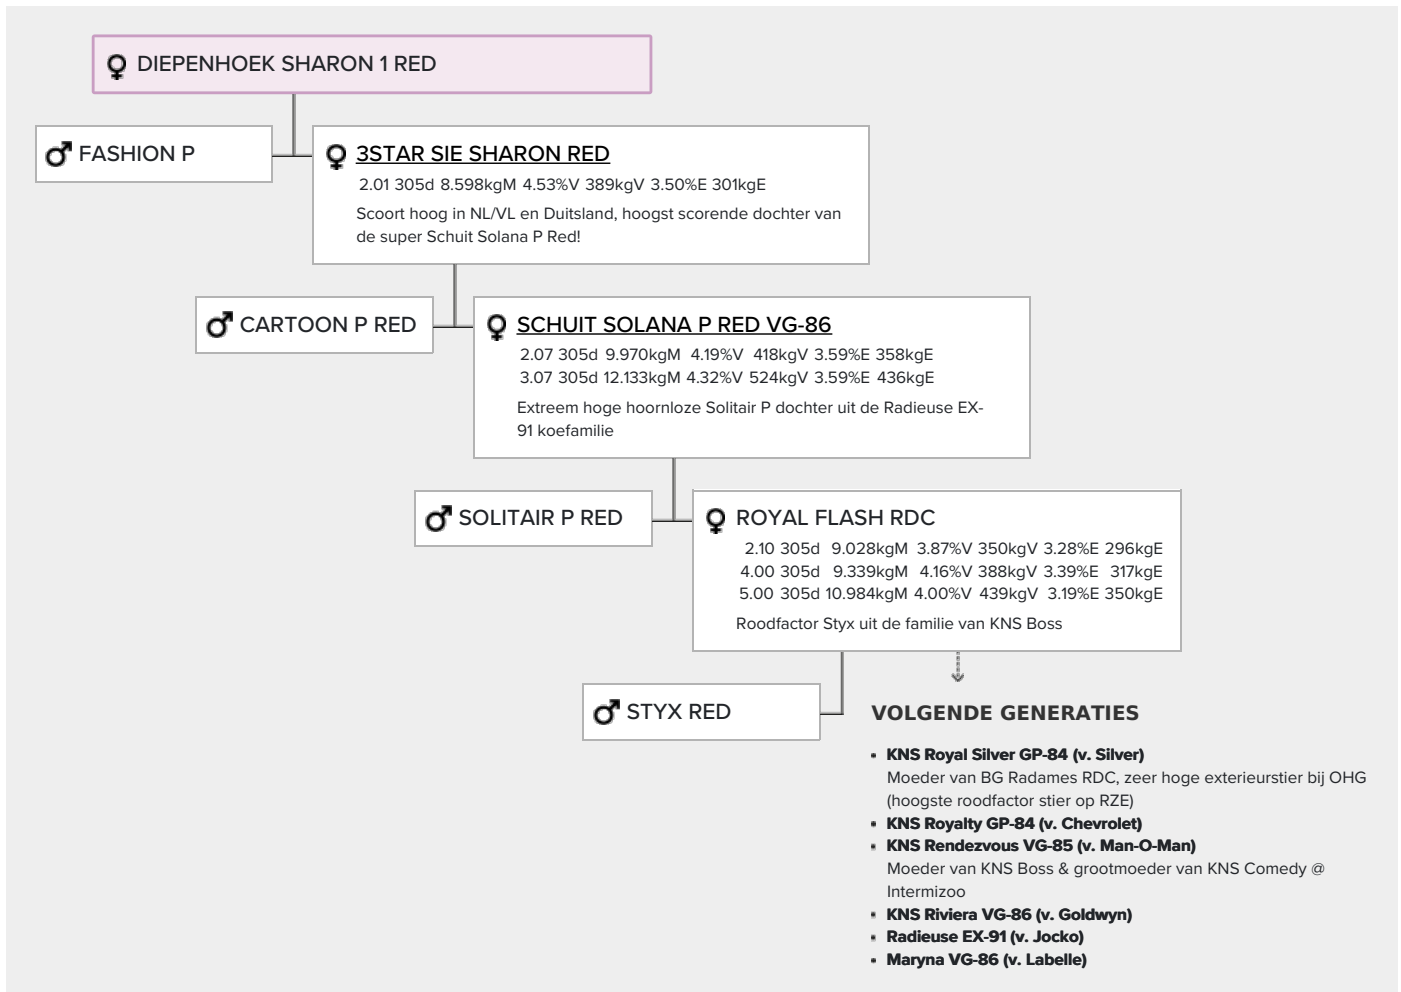 DIEPENHOEK SHARON 1 RED
FASHION P
3STAR SIE SHARON RED
2.01 305d 8.598kgM 4.53%V 389kgV 3.50%E 301kgE
Scoort hoog in NL/VL en Duitsland, hoogst scorende dochter van
de super Schuit Solana P Red!
CARTOON P RED
SCHUIT SOLANA P RED VG-86
2.07 305d 9.970kgM 4.19%V 418kgV 3.59%E 358kgE
3.07 305d 12.133kgM 4.32%V 524kgV 3.59%E 436kgE
Extreem hoge hoornloze Solitair P dochter uit de Radieuse EX-
91 koefamilie
SOLITAIR P RED
ROYAL FLASH RDC
2.10 305d 9.028kgM 3.87%V 350kgV 3.28%E 296kgE
4.00 305d 9.339kgM 4.16%V 388kgV 3.39%E 317kgE
5.00 305d 10.984kgM 4.00%V 439kgV 3.19%E 350kgE
Roodfactor Styx uit de familie van KNS Boss
STYX RED
VOLGENDE GENERATIES
▪ KNS Royal Silver GP-84 (v. Silver)
Moeder van BG Radames RDC, zeer hoge exterieurstier bij OHG
(hoogste roodfactor stier op RZE)
▪ KNS Royalty GP-84 (v. Chevrolet)
▪ KNS Rendezvous VG-85 (v. Man-O-Man)
Moeder van KNS Boss & grootmoeder van KNS Comedy @
Intermizoo
▪ KNS Riviera VG-86 (v. Goldwyn)
▪ Radieuse EX-91 (v. Jocko)
▪ Maryna VG-86 (v. Labelle)